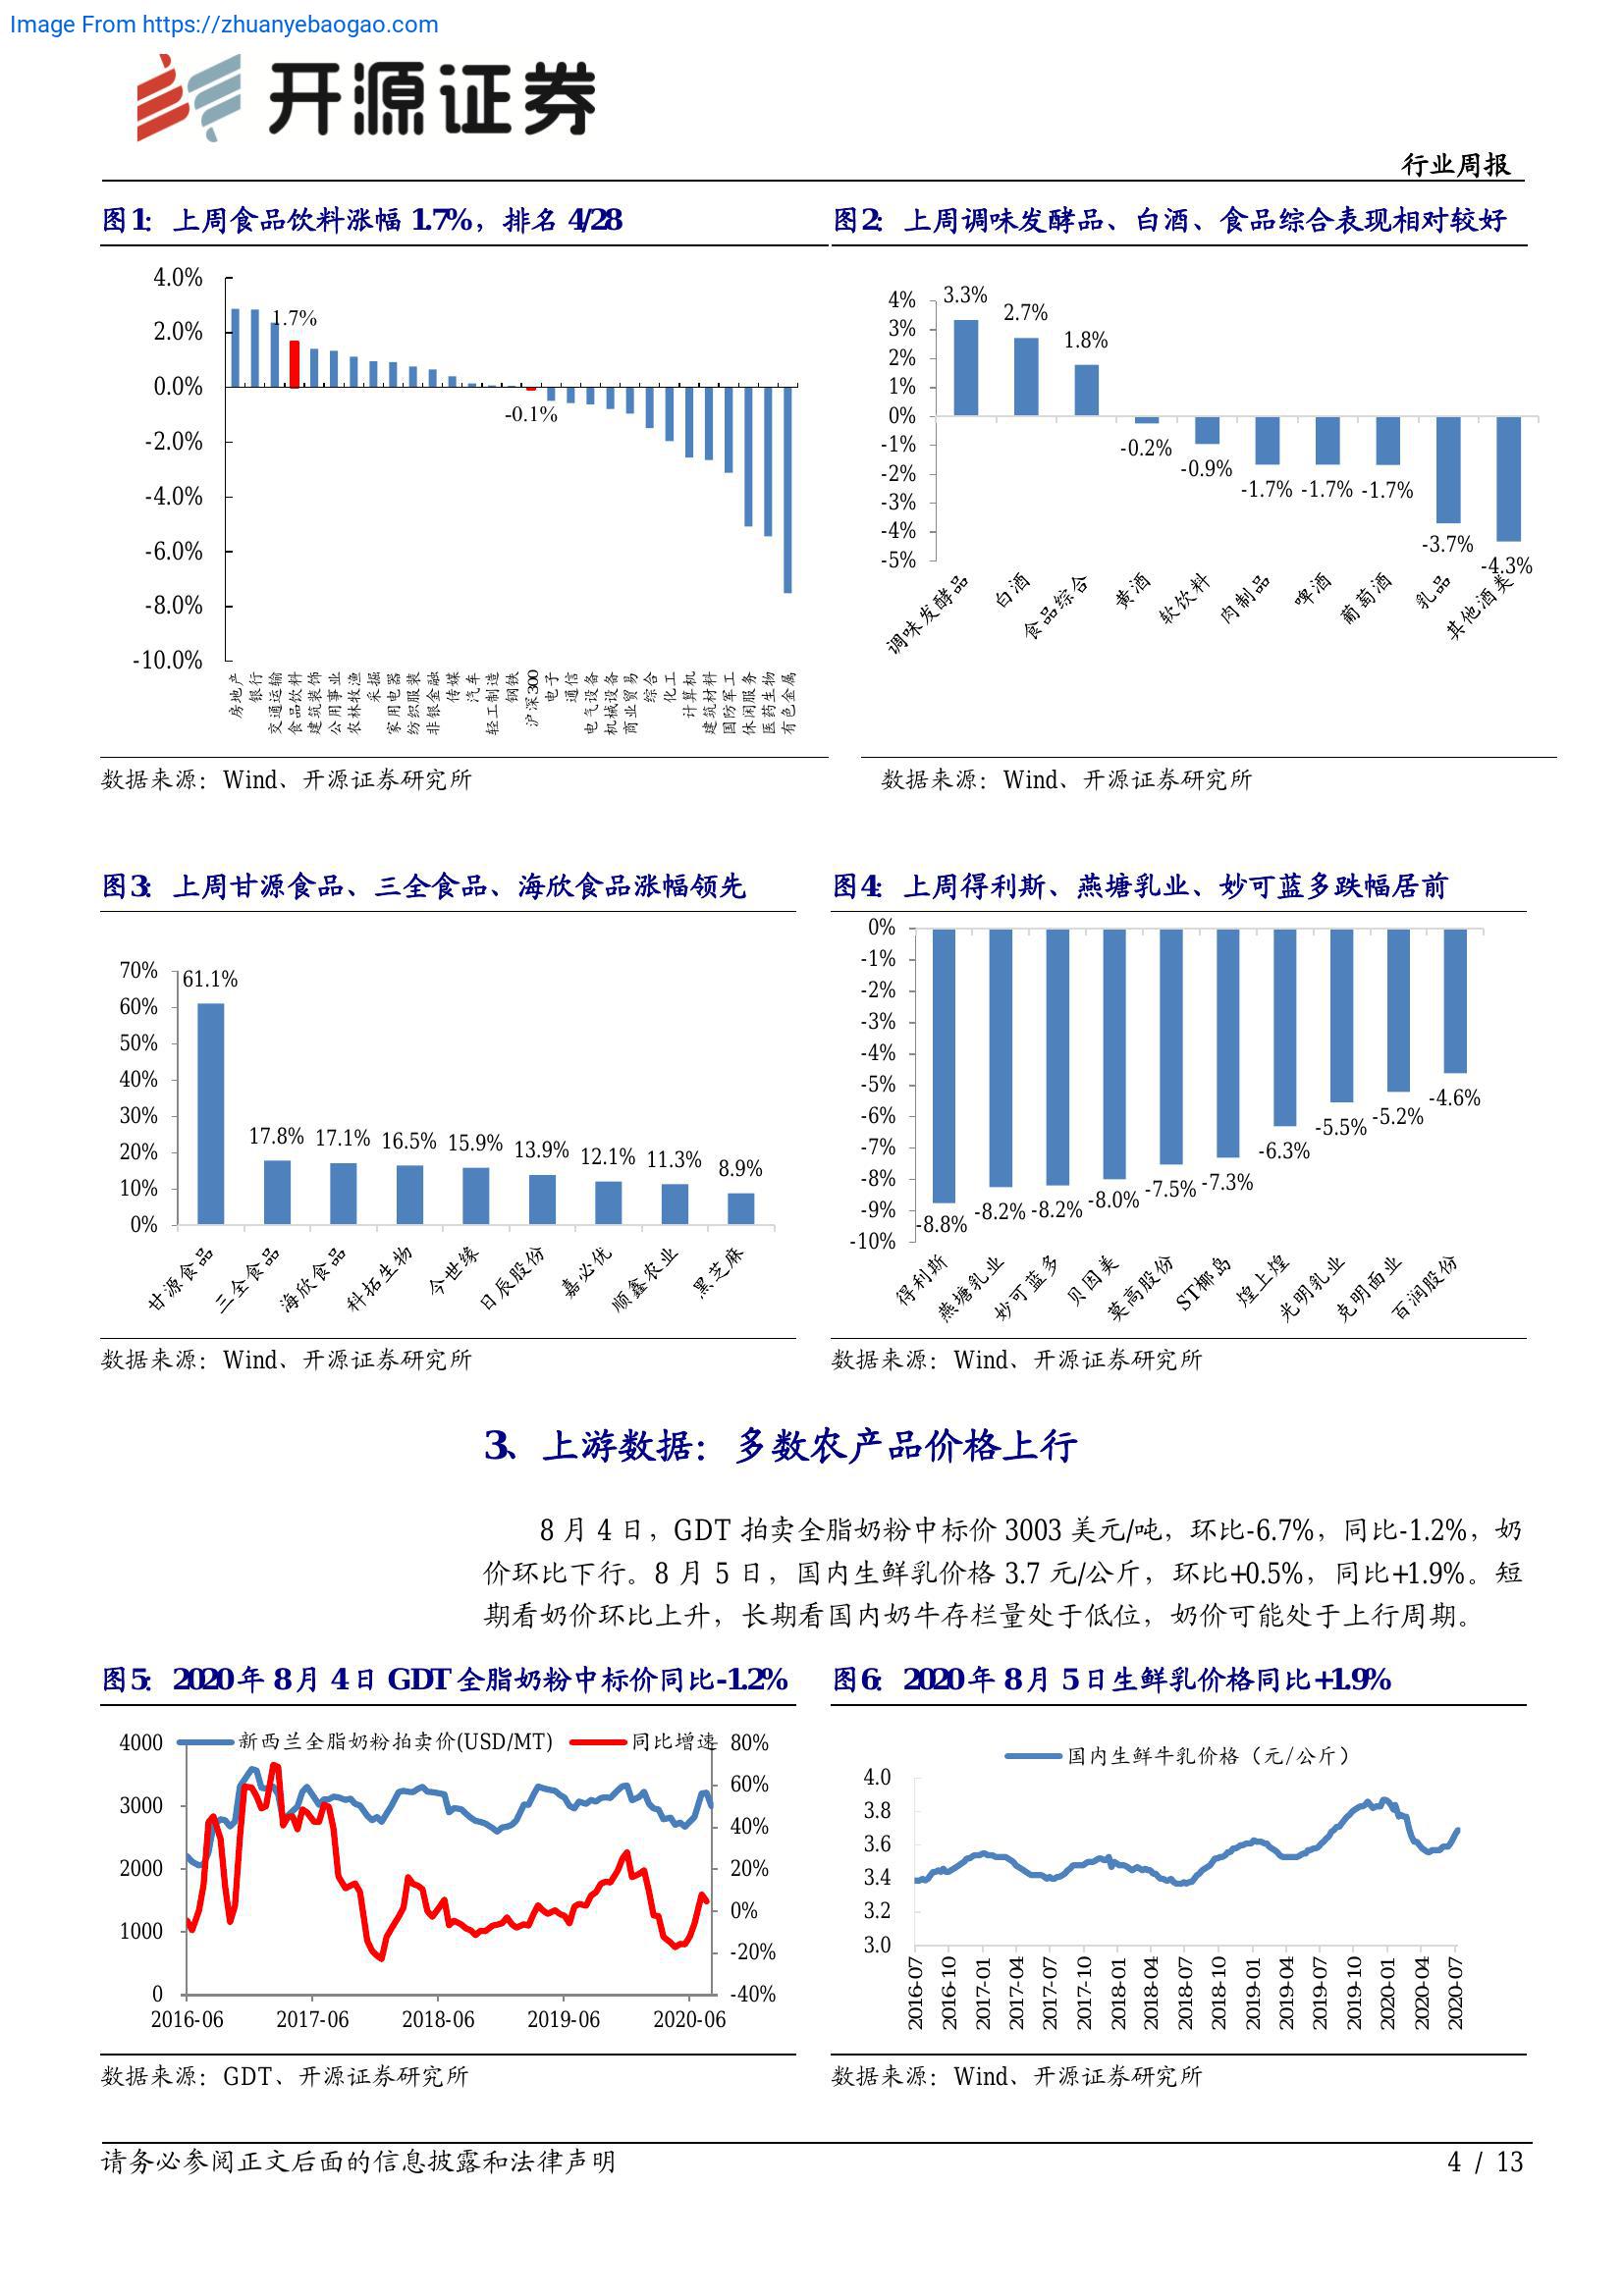 Image From https://zhuanyebaogao.com
开源证券
行业周报
图1： 上周食品饮料涨幅 1.7%，排名 4/28
图2： 上周调味发酵品、白酒、食品综合表现相对较好
4.0%
2.0%
0.0%
-2.0%
-4.0%
-6.0%
-8.0%
-10.0%
1.7%
-0.1%
房地产
银行
交通运输
食品饮料
建筑装饰
公用事业
农林牧渔
采掘
家用电器
纺织服装
非银金融
传媒
汽车
轻工制造
钢铁
沪深300
电子
通信
电气设备
机械设备
商业贸易
综合
化工
计算机
建筑材料
国防军工
休闲服务
医药生物
有色金属
4%
3%
2%
1%
0%
-1%
-2%
-3%
-4%
-5%
3.3%
2.7%
1.8%
-0.2%
-0.9%
-1.7%
-1.7%
-1.7%
-3.7%
-4.3%
调味发酵品
白酒
食品综合
黄酒
软饮料
肉制品
啤酒
葡萄酒
乳品
其他酒类
数据来源：Wind、开源证券研究所
数据来源：Wind、开源证券研究所
图3： 上周甘源食品、三全食品、海欣食品涨幅领先
图4： 上周得利斯、燕塘乳业、妙可蓝多跌幅居前
70%
60%
50%
40%
30%
20%
10%
0%
61.1%
17.8%
17.1%
16.5%
15.9%
13.9%
12.1%
11.3%
8.9%
甘源食品
三全食品
海欣食品
科拓生物
今世缘
日辰股份
嘉必优
顺鑫农业
黑芝麻
0%
-1%
-2%
-3%
-4%
-5%
-6%
-7%
-8%
-9%
-10%
-8.8%
-8.2%
-8.2%
-8.0%
-7.5%
-7.3%
-6.3%
-5.5%
-5.2%
-4.6%
得利斯
燕塘乳业
妙可蓝多
贝因美
莫高股份
ST椰岛
煌上煌
光明乳业
克明面业
百润股份
数据来源：Wind、开源证券研究所
数据来源：Wind、开源证券研究所
3、上游数据：多数农产品价格上行
8 月 4 日，GDT 拍卖全脂奶粉中标价 3003 美元/吨，环比-6.7%，同比-1.2%，奶
价环比下行。8 月 5 日，国内生鲜乳价格 3.7 元/公斤，环比+0.5%，同比+1.9%。短
期看奶价环比上升，长期看国内奶牛存栏量处于低位，奶价可能处于上行周期。
图5： 2020 年 8 月 4 日 GDT 全脂奶粉中标价同比-1.2%
图6： 2020 年 8 月 5 日生鲜乳价格同比+1.9%
新西兰全脂奶粉拍卖价(USD/MT)
同比增速
4000
3000
2000
1000
0
80%
60%
40%
20%
0%
-20%
-40%
2016-06
2017-06
2018-06
2019-06
2020-06
国内生鲜牛乳价格（元/公斤）
4.0
3.8
3.6
3.4
3.2
3.0
2016-07
2016-10
2017-01
2017-04
2017-07
2017-10
2018-01
2018-04
2018-07
2018-10
2019-01
2019-04
2019-07
2019-10
2020-01
2020-04
2020-07
数据来源：GDT、开源证券研究所
数据来源：Wind、开源证券研究所
请务必参阅正文后面的信息披露和法律声明
4 / 13